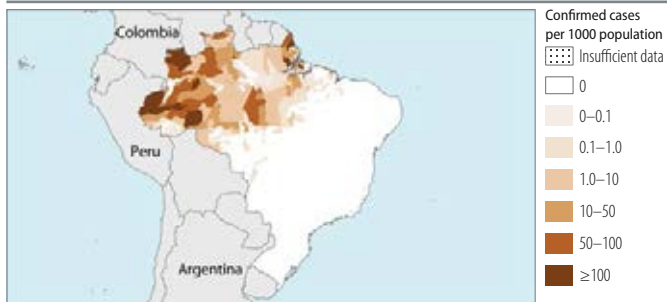 Colombia
Peru
Argentina
Confirmed cases
per 1000 population
Insufficient data
0
0–0.1
0.1–1.0
1.0–10
10–50
50–100
≥100